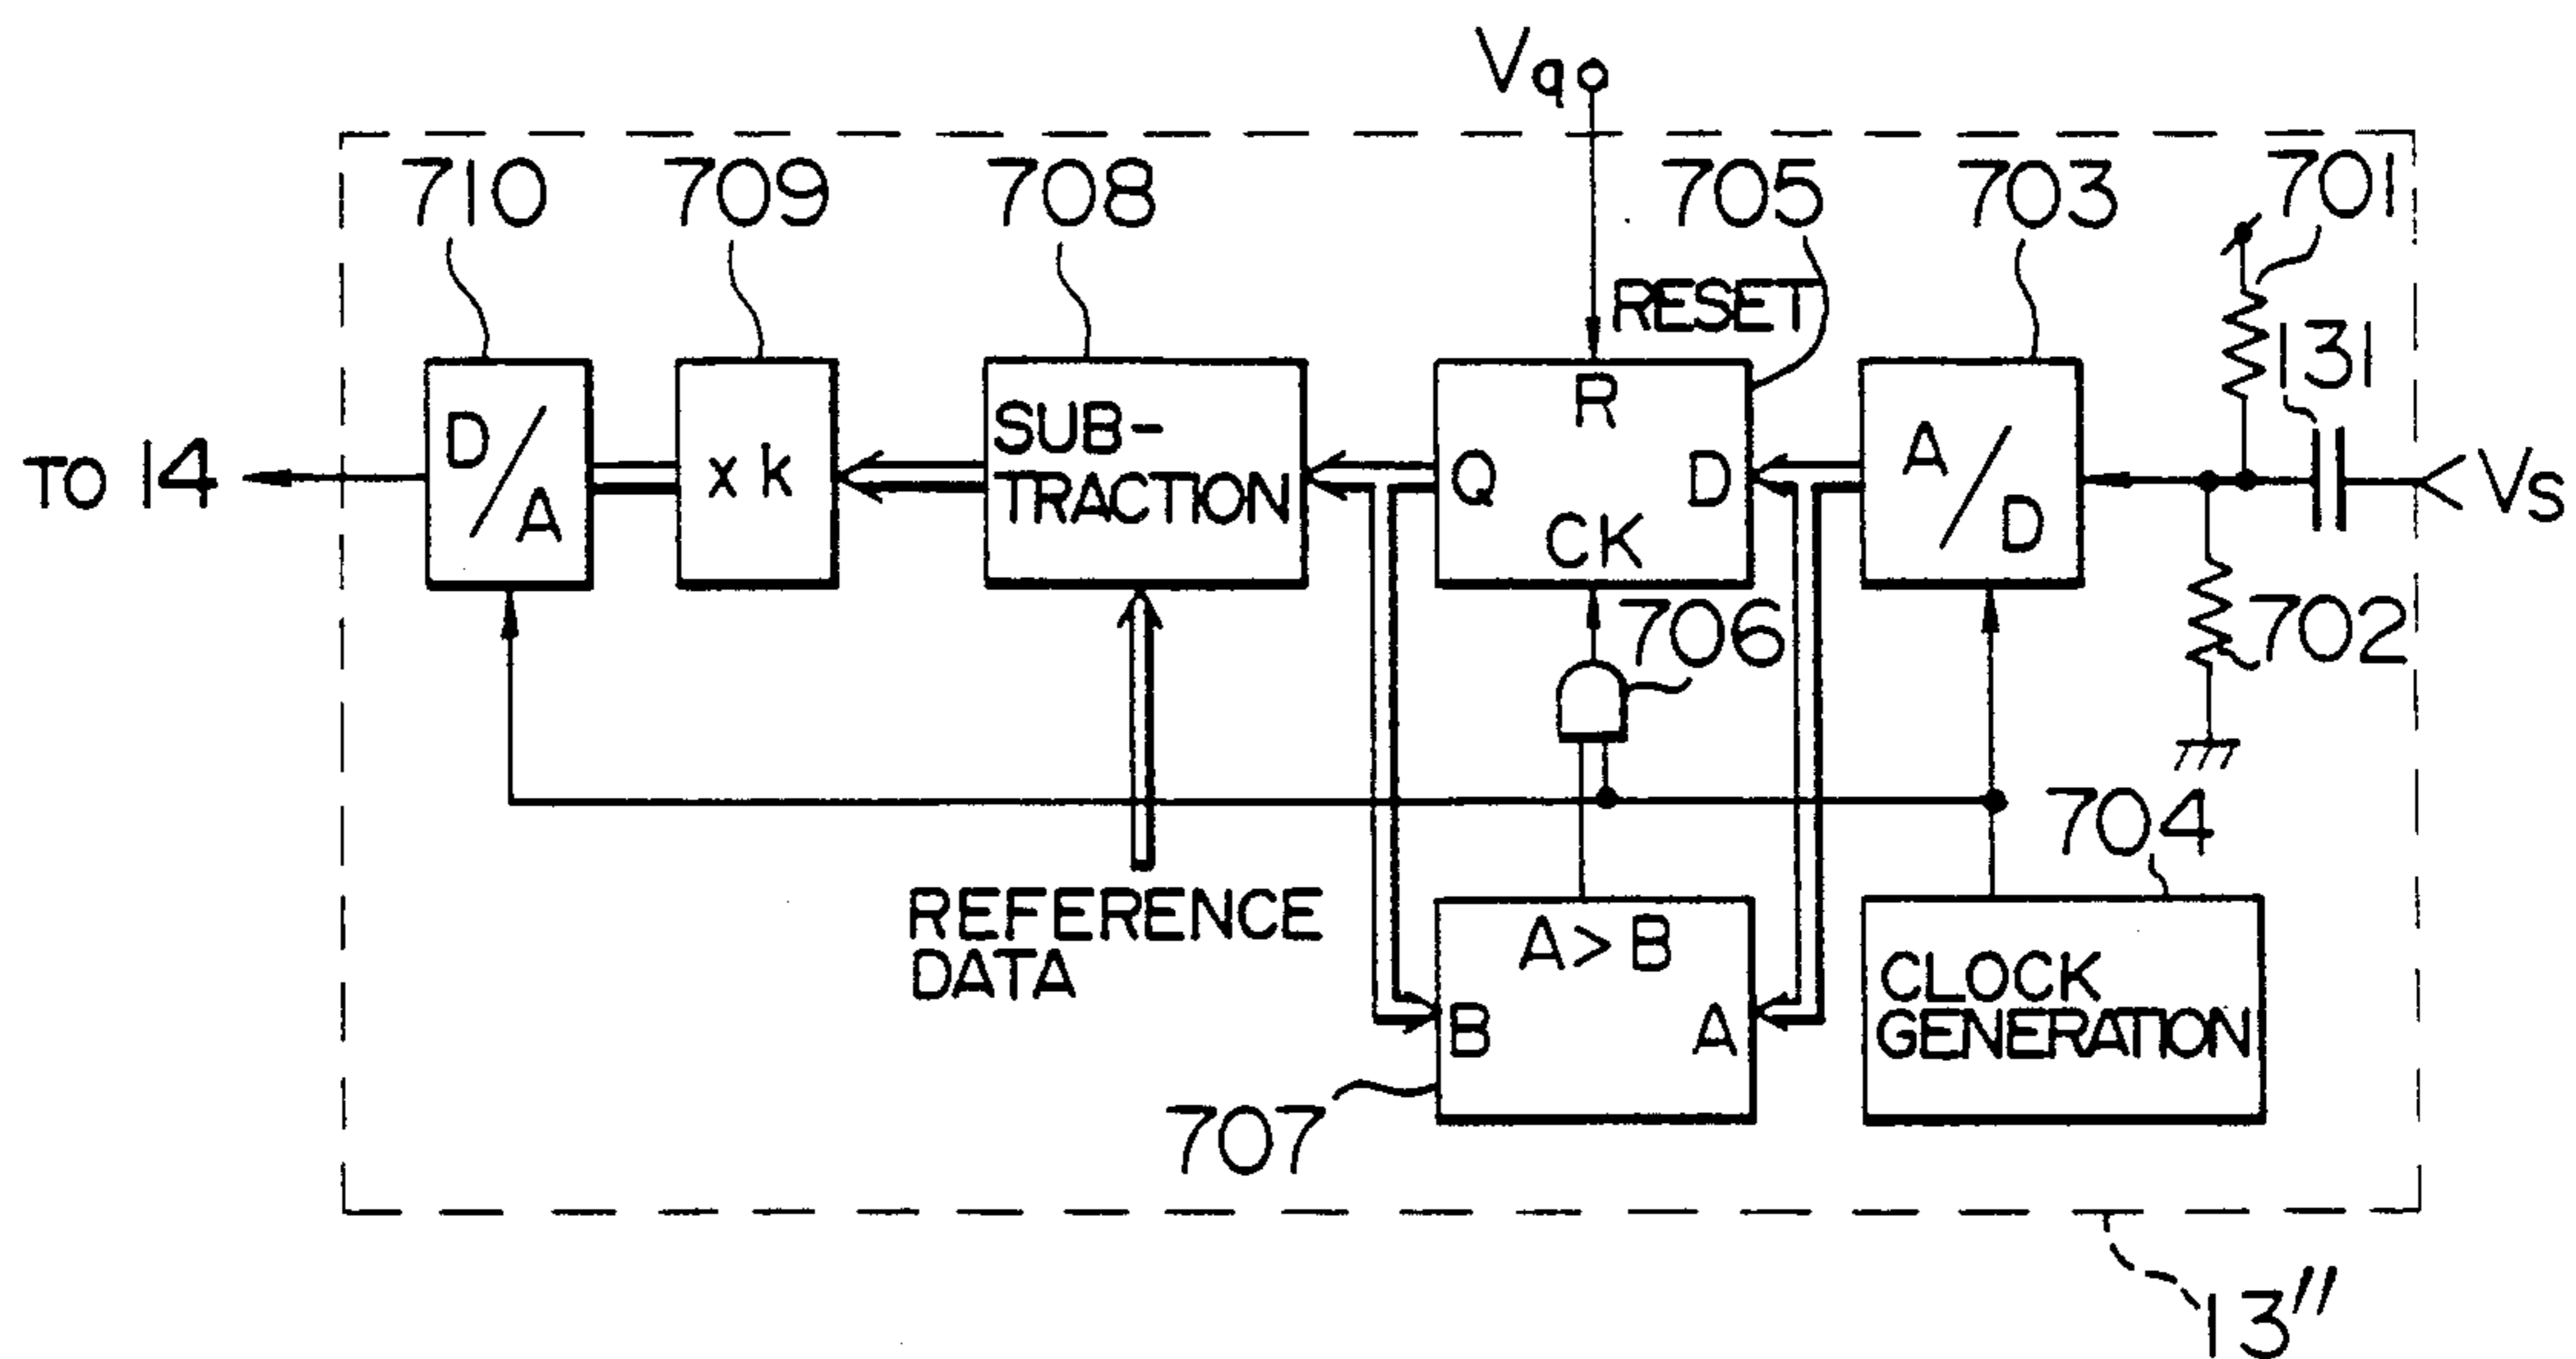 Vq
710
709
708
705
703
701
RESET
131
D/A
x k
SUB-
TRACTION
R
Q
D
CK
A/D
TO 14
VS
706
702
704
REFERENCE
DATA
A>B
B
A
CLOCK
GENERATION
707
13"